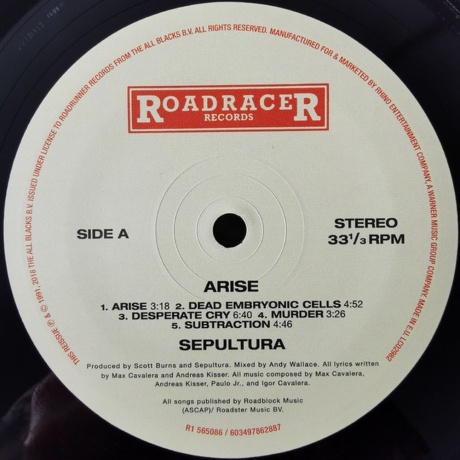 THIS REISSUE ℗ & © 1991, 2018 THE ALL BLACKS B.V. ISSUED UNDER LICENSE TO ROADRUNNER RECORDS FROM THE ALL BLACKS B.V. ALL RIGHTS RESERVED. MANUFACTURED FOR & MARKETED BY RHINO ENTERTAINMENT COMPANY, A WARNER MUSIC GROUP COMPANY. MADE IN E.U. LC02982
ROADRACER
RECORDS
SIDE A
STEREO
33 1/3 RPM
ARISE
1. ARISE 3:18 2. DEAD EMBRYONIC CELLS 4:52
3. DESPERATE CRY 6:40 4. MURDER 3:26
5. SUBTRACTION 4:46
SEPULTURA
Produced by Scott Burns and Sepultura. Mixed by Andy Wallace. All lyrics written
by Max Cavalera and Andreas Kisser. All music composed by Max Cavalera,
Andreas Kisser, Paulo Jr., and Igor Cavalera.
All songs published by Roadblock Music
(ASCAP)/ Roadster Music BV.
R1 565086 / 603497862887